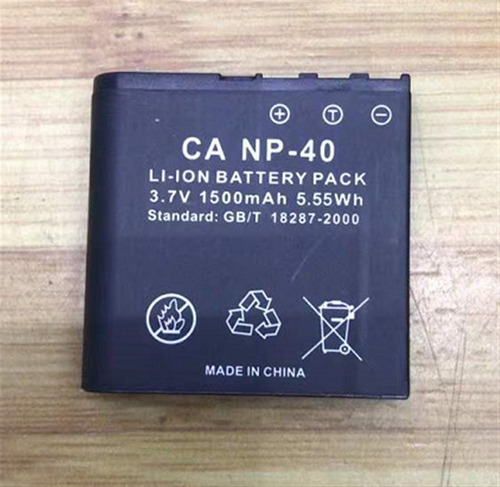 + T -
CA NP-40
LI-ION BATTERY PACK
3.7V 1500mAh 5.55Wh
Standard: GB/T 18287-2000
MADE IN CHINA